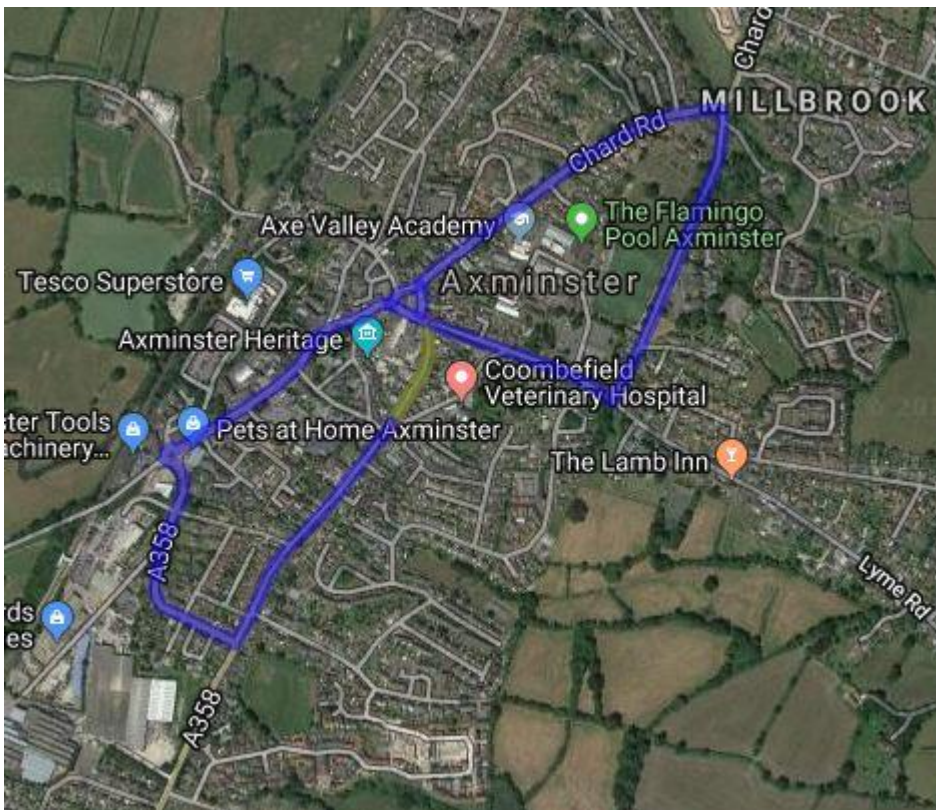 Chard
MILLBROOK
Chard Rd
Axe Valley Academy
The Flamingo
Pool Axminster
Tesco Superstore
Axminster
Axminster Heritage
Coombefield
Veterinary Hospital
ter Tools
achinery...
Pets at Home Axminster
The Lamb Inn
A358
Lyme Rd
rds
es
A358